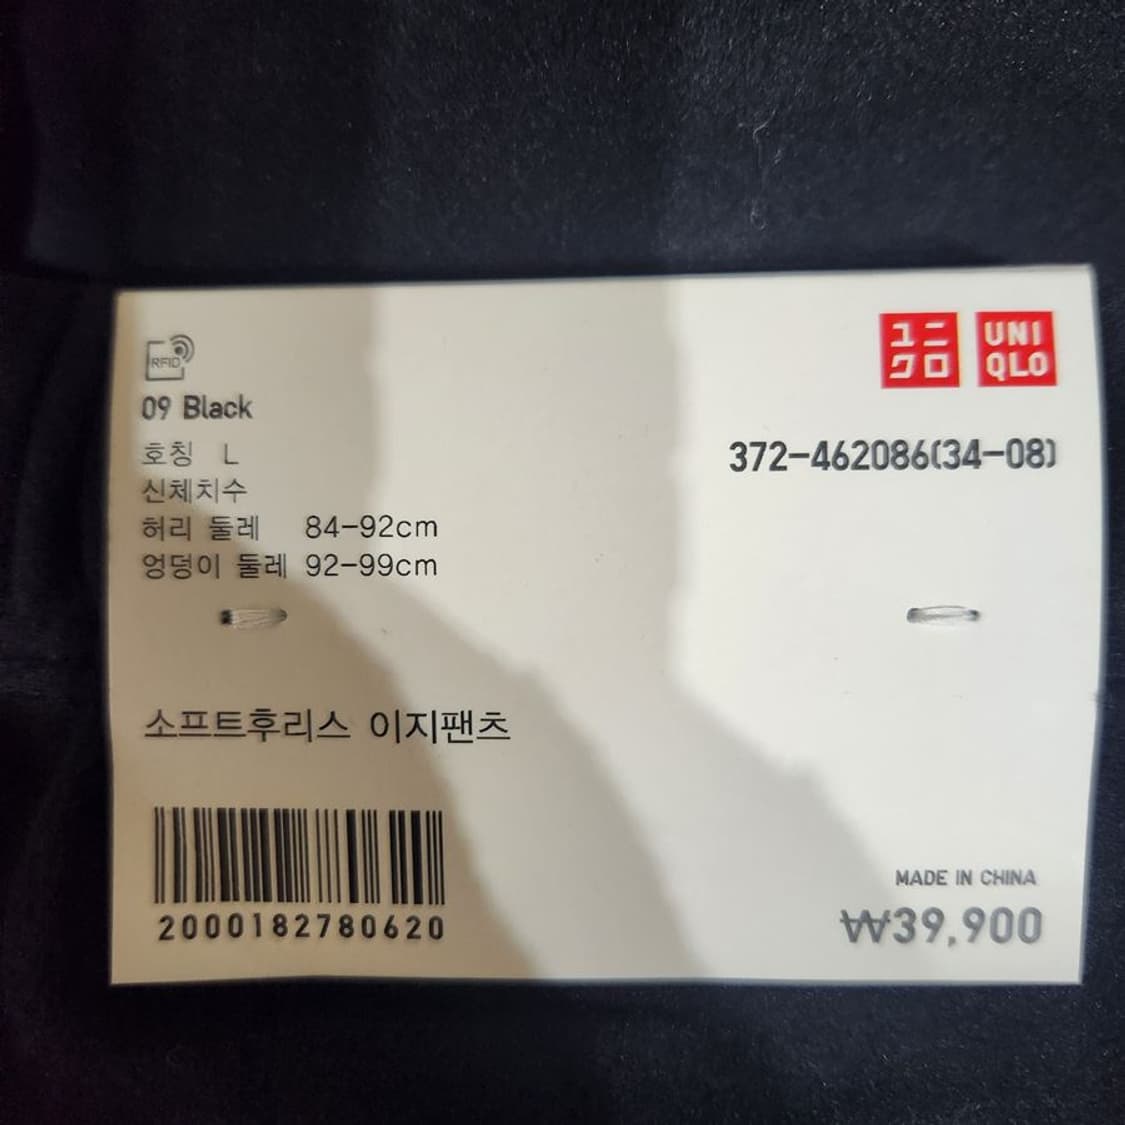 RFID
ユニ
クロ
UNI
QLO
09 Black
호칭 L
372-462086(34-08)
신체치수
허리 둘레 84-92cm
엉덩이 둘레 92-99cm
소프트후리스 이지팬츠
2000182780620
MADE IN CHINA
₩39,900